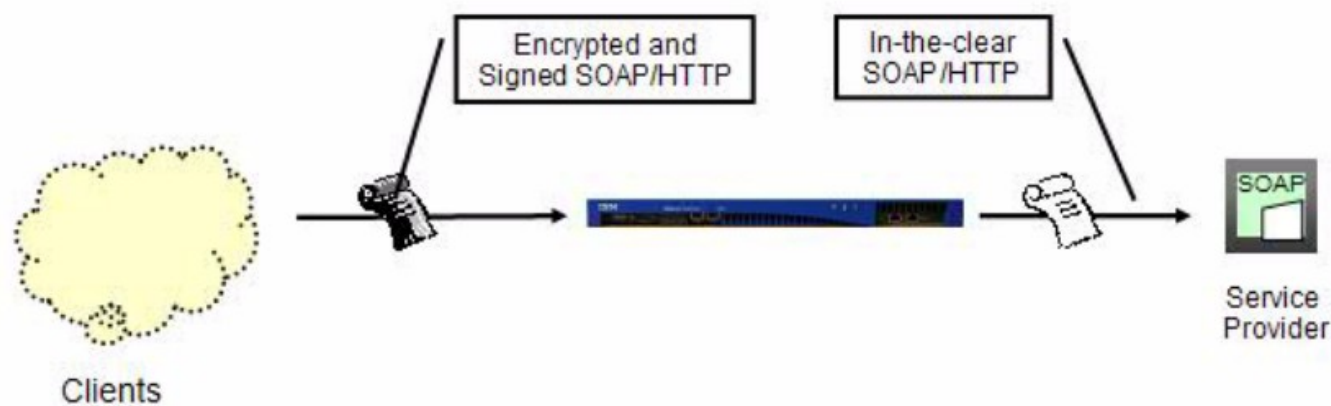 Encrypted and
Signed SOAP/HTTP
In-the-clear
SOAP/HTTP
SOAP
Service
Provider
Clients